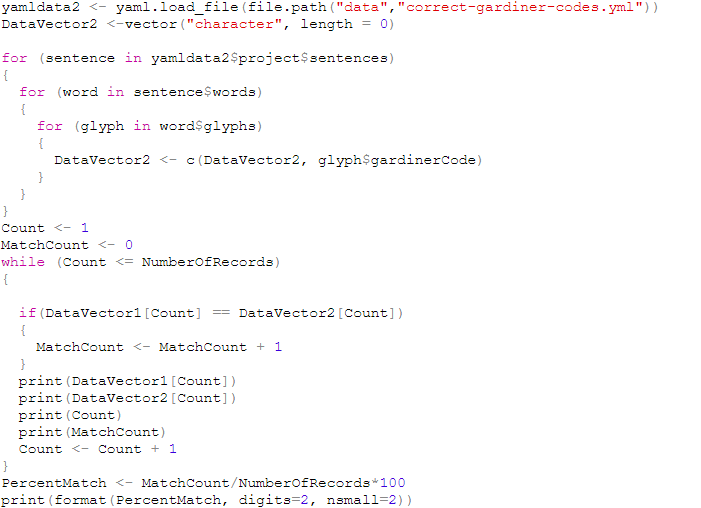 yamldata2 <- yaml.load_file(file.path("data","correct-gardiner-codes.yml"))
DataVector2 <-vector("character", length = 0)

for (sentence in yamldata2$project$sentences)
{
  for (word in sentence$words)
  {
    for (glyph in word$glyphs)
    {
      DataVector2 <- c(DataVector2, glyph$gardinerCode)
    }
  }
}
Count <- 1
MatchCount <- 0
while (Count <= NumberOfRecords)
{

  if(DataVector1[Count] == DataVector2[Count])
  {
    MatchCount <- MatchCount + 1
  }
  print(DataVector1[Count])
  print(DataVector2[Count])
  print(Count)
  print(MatchCount)
  Count <- Count + 1
}
PercentMatch <- MatchCount/NumberOfRecords*100
print(format(PercentMatch, digits=2, nsmall=2))